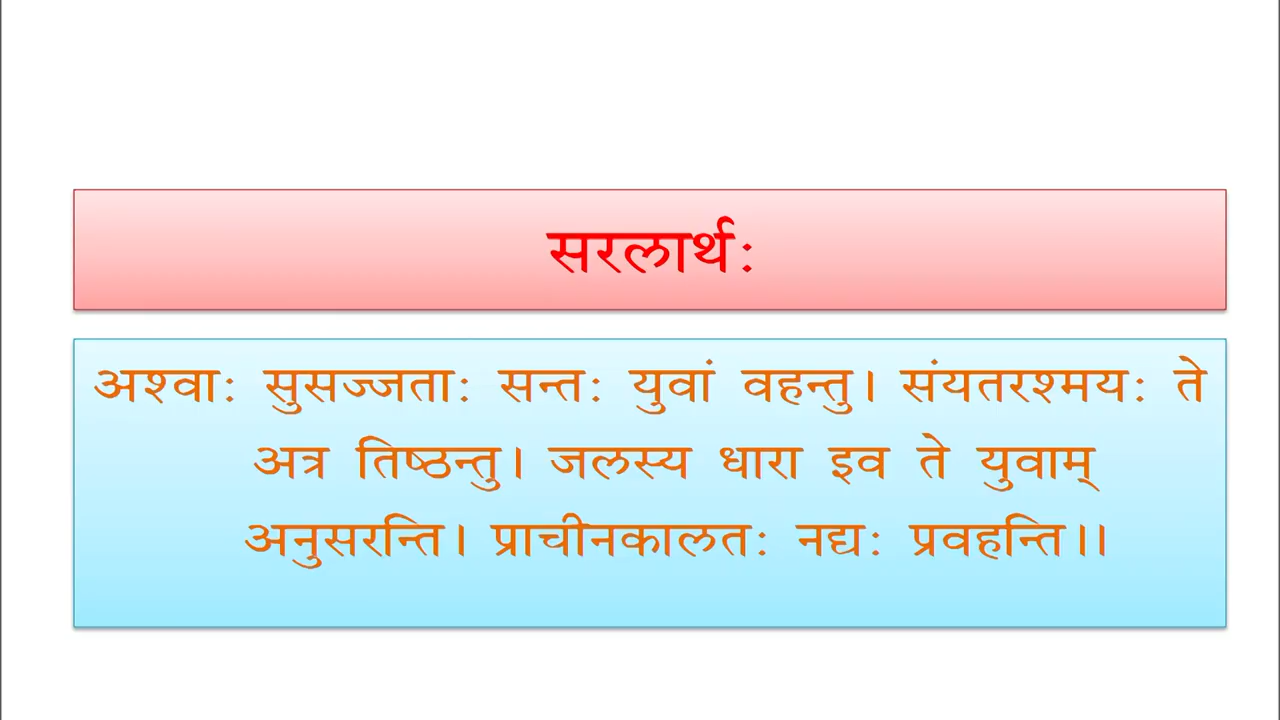 सरलार्थः
अश्वाः सुसज्जताः सन्तः युवां वहन्तु। संयतरश्मयः ते
अत्र तिष्ठन्तु। जलस्य धारा इव ते युवाम्
अनुसरन्ति। प्राचीनकालतः नद्यः प्रवहन्ति।।